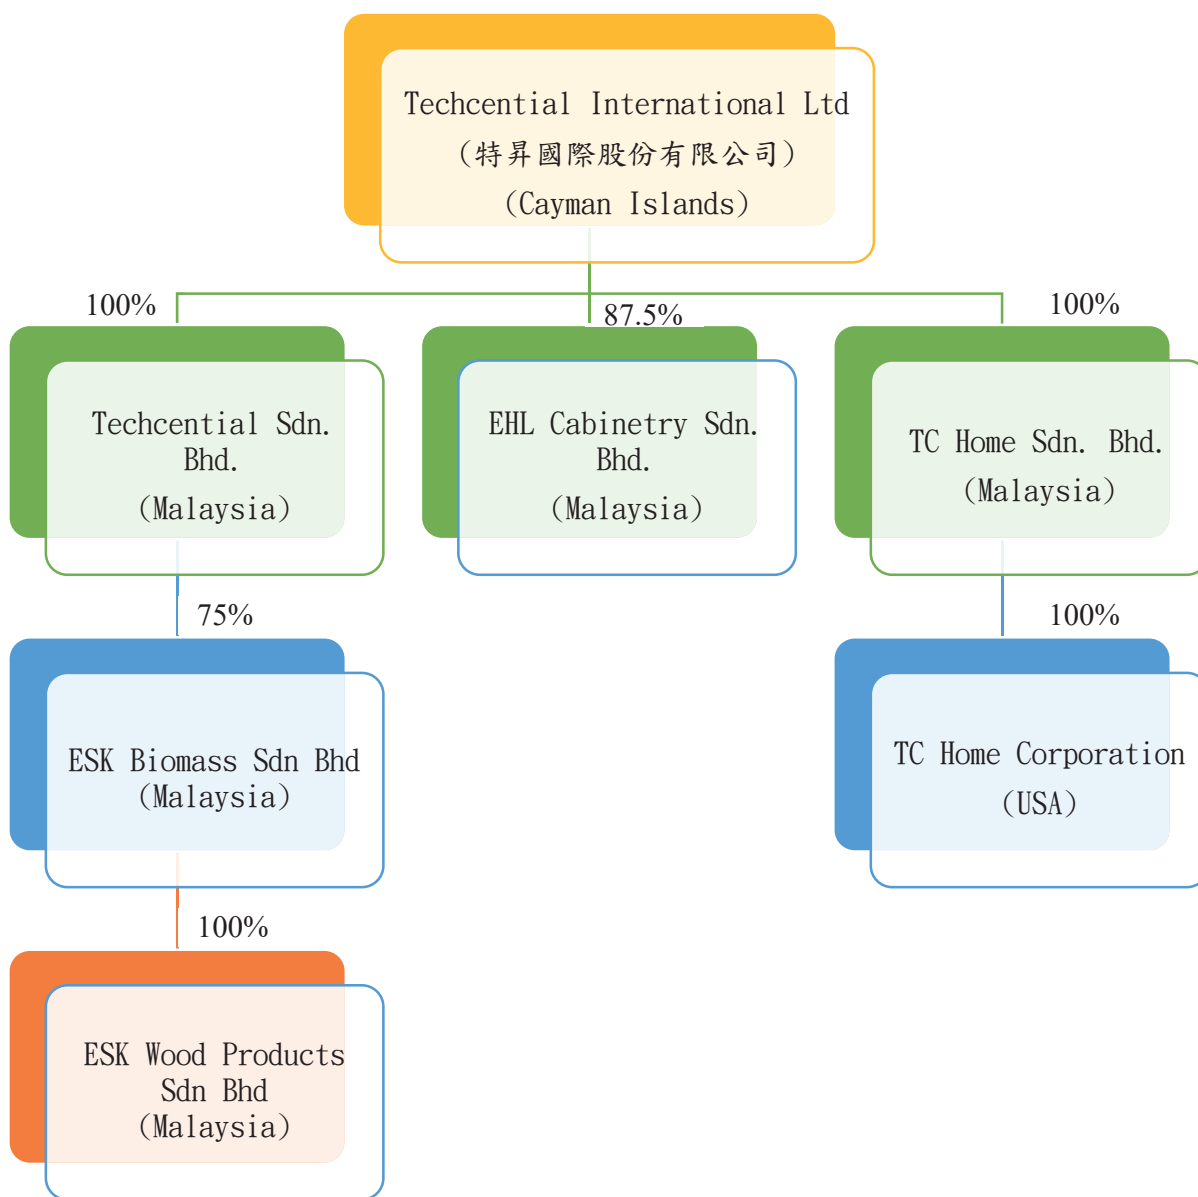 Techcential International Ltd
(特昇國際股份有限公司)
(Cayman Islands)
100%
87.5%
100%
Techcential Sdn.
Bhd.
(Malaysia)
EHL Cabinetry Sdn.
Bhd.
(Malaysia)
TC Home Sdn. Bhd.
(Malaysia)
75%
100%
ESK Biomass Sdn Bhd
(Malaysia)
TC Home Corporation
(USA)
100%
ESK Wood Products
Sdn Bhd
(Malaysia)